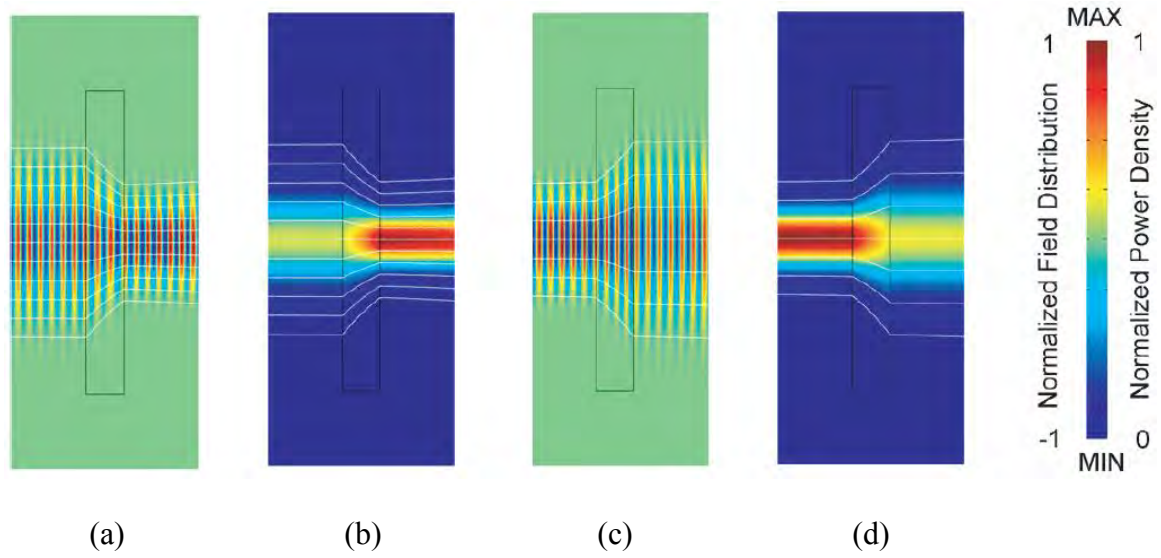 MAX
1
1
Normalized Field Distribution
Normalized Power Density
-1
0
MIN
(a)
(b)
(c)
(d)